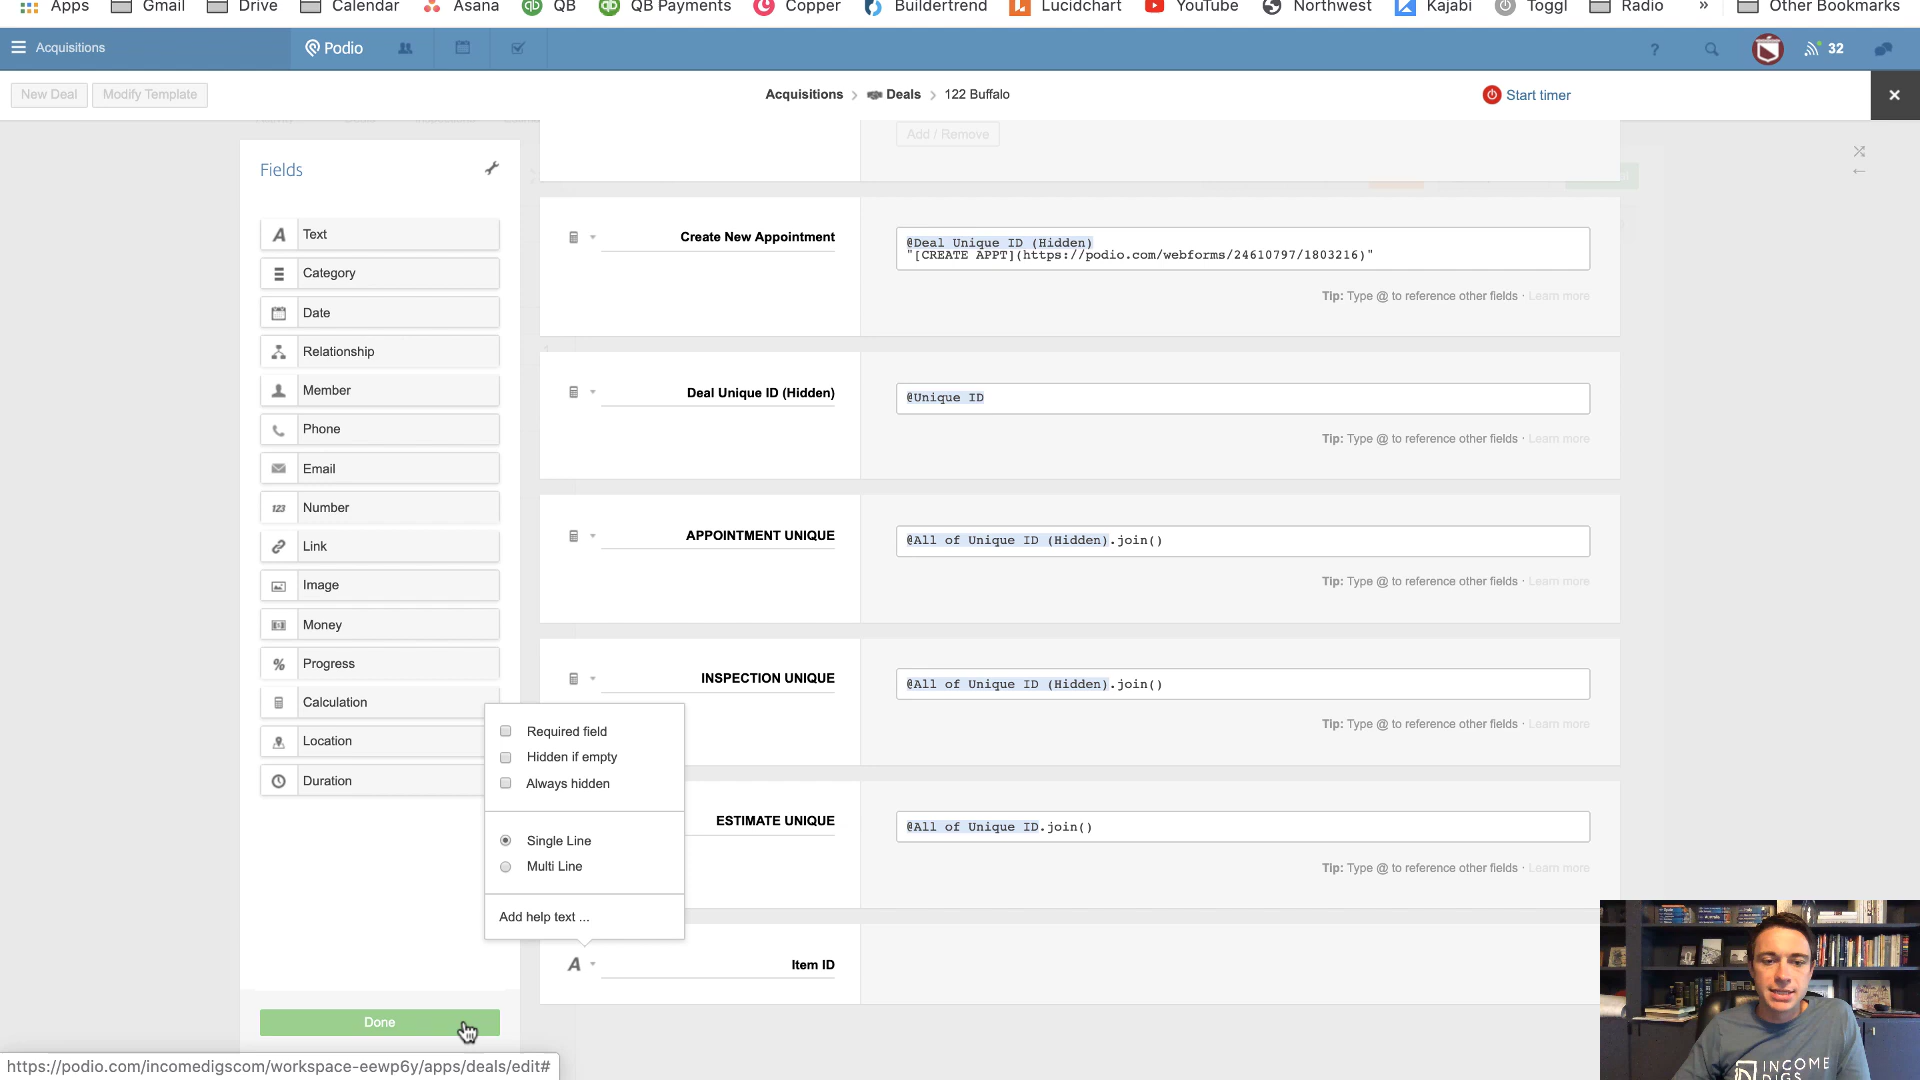 Apps Gmail Drive Calendar Asana QB QB Payments Copper Buildertrend Lucidchart YouTube Northwest Kajabi Toggl Radio » Other Bookmarks
Acquisitions Podio ? 32
New Deal Modify Template Acquisitions > Deals > 122 Buffalo Start timer ×
Add / Remove
Fields
Text
Category
Date
Relationship
Member
Phone
Email
Number
Link
Image
Money
Progress
Calculation
Location
Duration
Done
Create New Appointment
@Deal Unique ID (Hidden)
"[CREATE APPT](https://podio.com/webforms/24610797/1803216)"
Tip: Type @ to reference other fields · Learn more
Deal Unique ID (Hidden)
@Unique ID
Tip: Type @ to reference other fields · Learn more
APPOINTMENT UNIQUE
@All of Unique ID (Hidden).join()
Tip: Type @ to reference other fields · Learn more
INSPECTION UNIQUE
@All of Unique ID (Hidden).join()
Tip: Type @ to reference other fields · Learn more
ESTIMATE UNIQUE
@All of Unique ID.join()
Tip: Type @ to reference other fields · Learn more
Required field
Hidden if empty
Always hidden
Single Line
Multi Line
Add help text ...
A Item ID
https://podio.com/incomedigscom/workspace-eewp6y/apps/deals/edit#
INCOME
DIGS